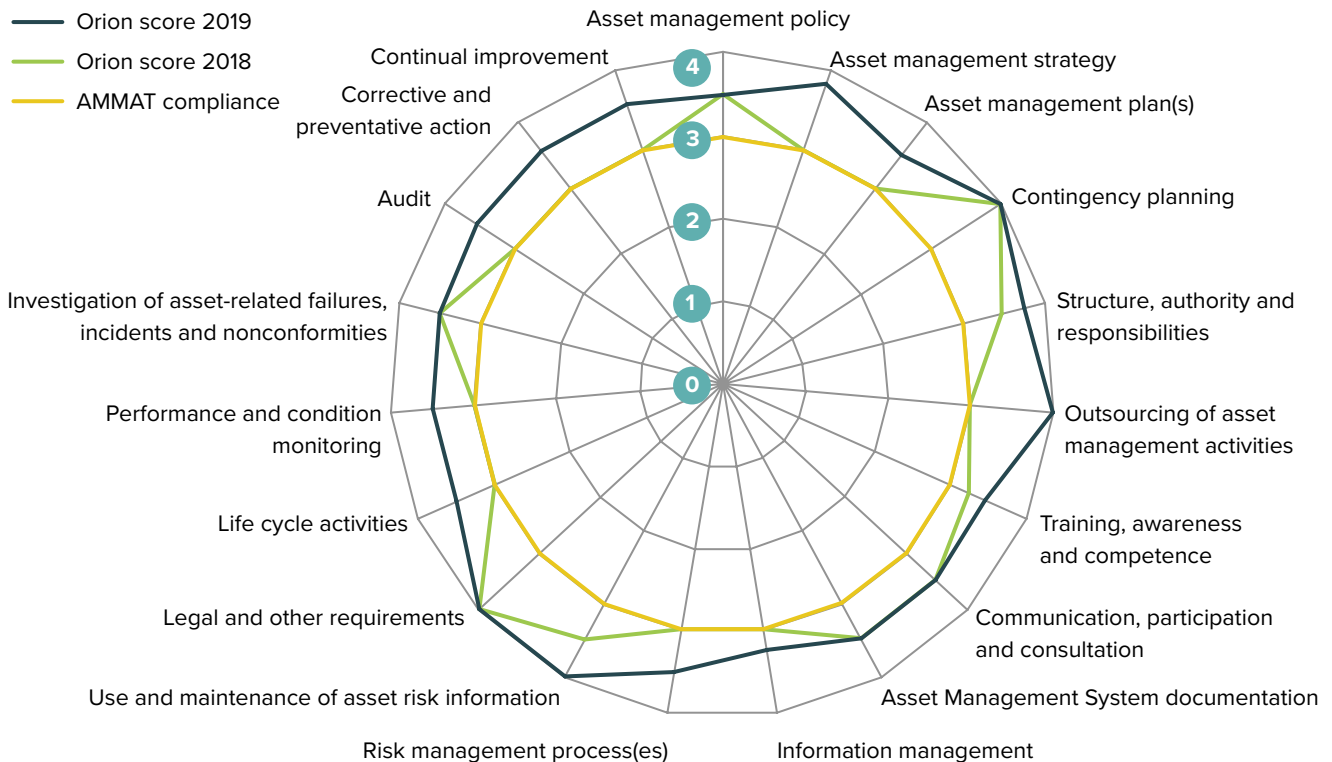 Orion score 2019
Orion score 2018
AMMAT compliance
Asset management policy
Asset management strategy
Asset management plan(s)
Contingency planning
Structure, authority and
responsibilities
Outsourcing of asset
management activities
Training, awareness
and competence
Communication, participation
and consultation
Asset Management System documentation
Information management
Risk management process(es)
Use and maintenance of asset risk information
Legal and other requirements
Life cycle activities
Performance and condition
monitoring
Investigation of asset-related failures,
incidents and nonconformities
Audit
Corrective and
preventative action
Continual improvement
4
3
2
1
0